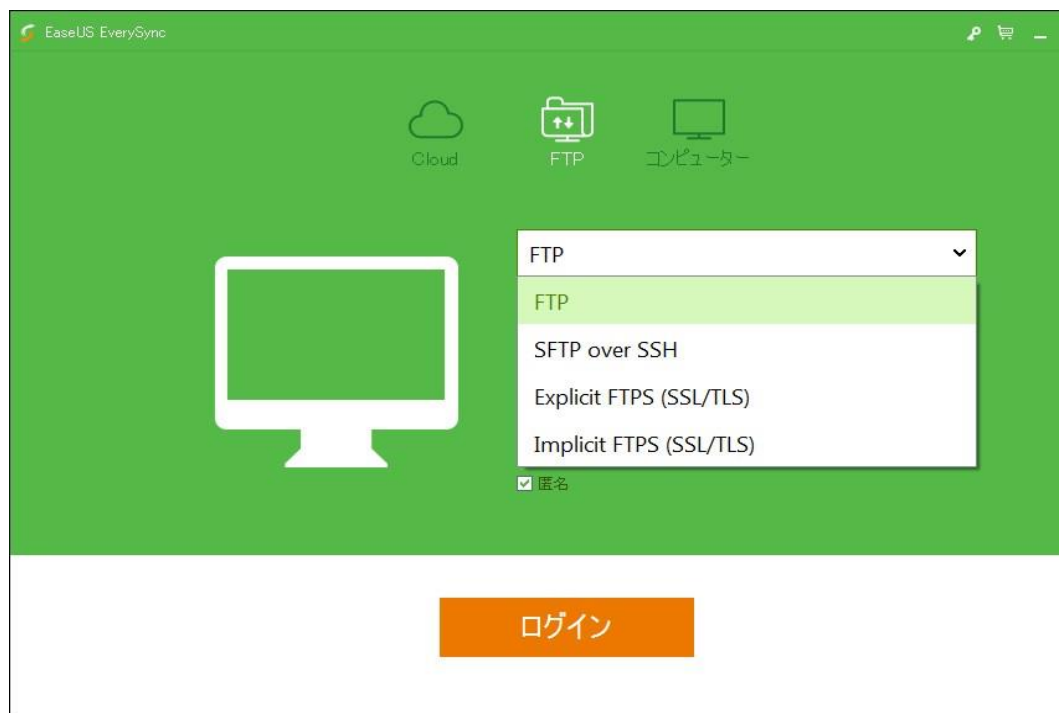 EaseUS EverySync
Cloud
FTP
コンピューター
FTP
FTP
SFTP over SSH
Explicit FTPS (SSL/TLS)
Implicit FTPS (SSL/TLS)
匿名
ログイン